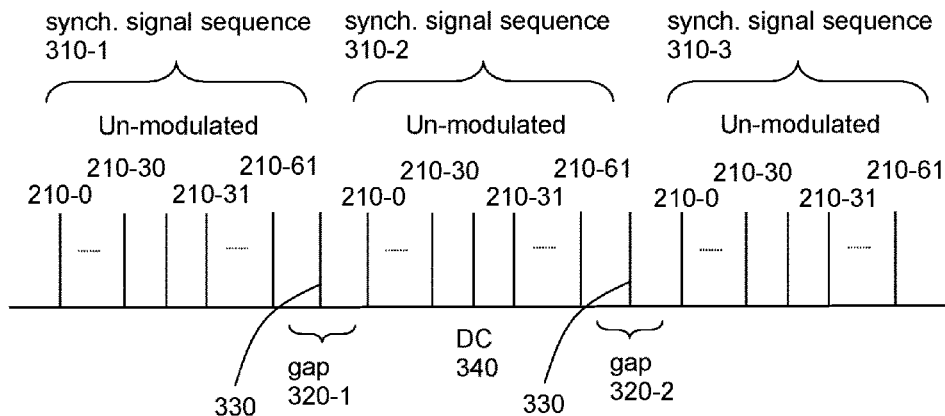 synch. signal sequence
310-1
synch. signal sequence
310-2
synch. signal sequence
310-3
Un-modulated
Un-modulated
Un-modulated
210-30
210-61
210-30
210-61
210-30
210-61
210-0
210-31
210-0
210-31
210-0
210-31
330
gap
320-1
DC
340
330
gap
320-2